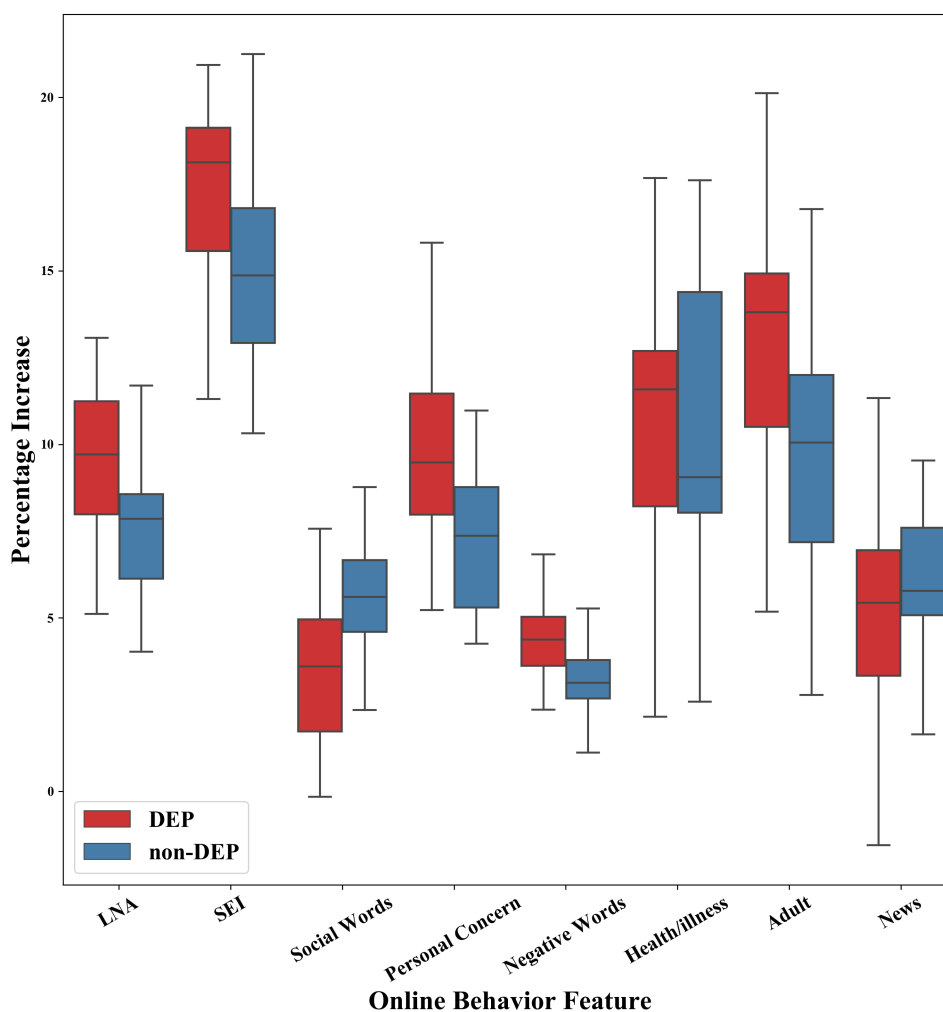 20
15
10
5
0
Percentage Increase
DEP
non-DEP
LNA
SEI
Social Words
Personal Concern
Negative Words
Health/illness
Adult
News
Online Behavior Feature